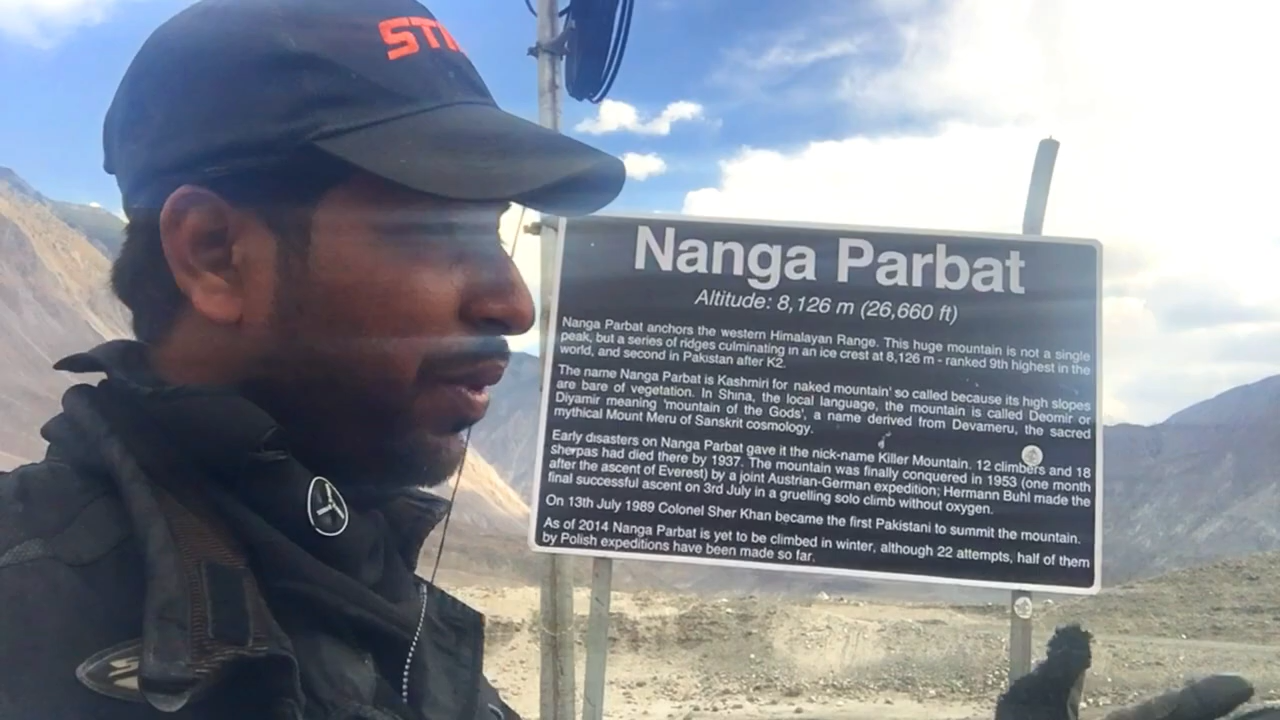 STI
Nanga Parbat
Altitude: 8,126 m (26,660 ft)
Nanga Parbat anchors the western Himalayan Range. This huge mountain is not a single
peak, but a series of ridges culminating in an ice crest at 8,126 m - ranked 9th highest in the
world, and second in Pakistan after K2.
The name Nanga Parbat is Kashmiri for naked mountain' so called because its high slopes
are bare of vegetation. In Shina, the local language, the mountain is called Deomir or
Diyamir meaning 'mountain of the Gods', a name derived from Devameru, the sacred
mythical Mount Meru of Sanskrit cosmology.
Early disasters on Nanga Parbat gave it the nick-name Killer Mountain. 12 climbers and 18
sherpas had died there by 1937. The mountain was finally conquered in 1953 (one month
after the ascent of Everest) by a joint Austrian-German expedition; Hermann Buhl made the
final successful ascent on 3rd July in a gruelling solo climb without oxygen.
On 13th July 1989 Colonel Sher Khan became the first Pakistani to summit the mountain.
As of 2014 Nanga Parbat is yet to be climbed in winter, although 22 attempts, half of them
by Polish expeditions have been made so far.